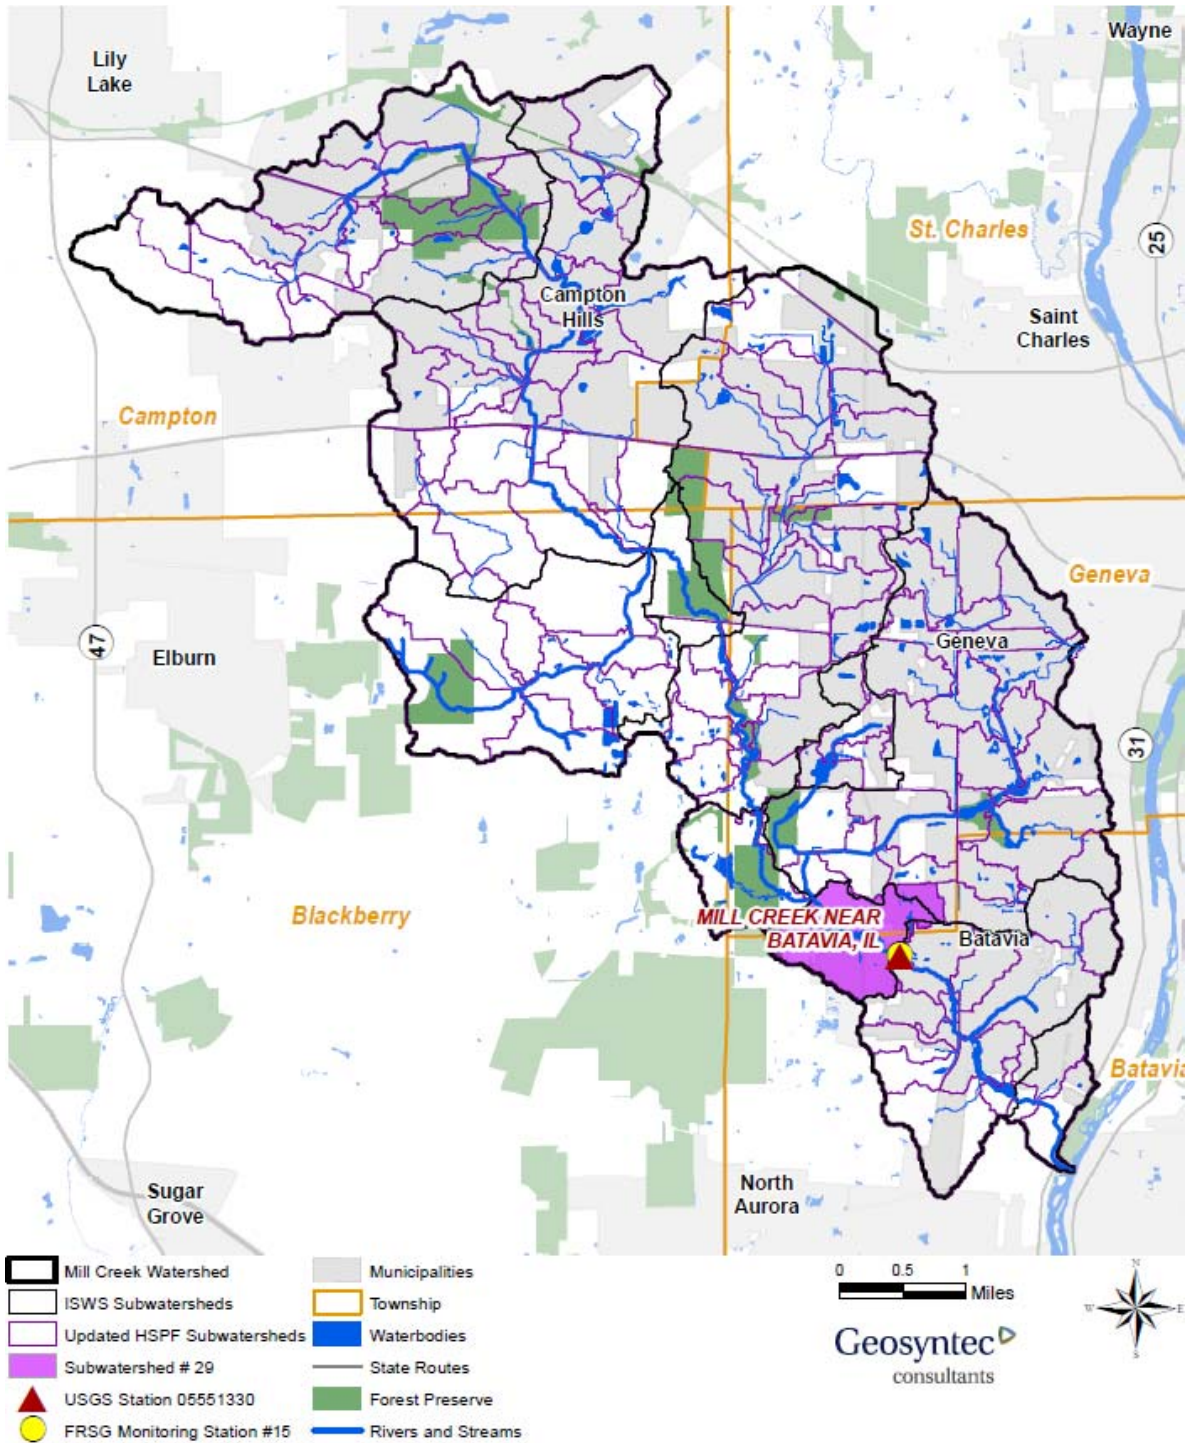 Wayne
Lily
Lake
St. Charles
25
Campton
Hills
Saint
Charles
Campton
Geneva
47
Elburn
Geneva
31
Blackberry
MILL CREEK NEAR
BATAVIA, IL
Batavia
Batavia
Sugar
Grove
North
Aurora
Mill Creek Watershed
ISWS Subwatersheds
Updated HSPF Subwatersheds
Subwatershed # 29
USGS Station 05551330
FRSG Monitoring Station #15
Municipalities
Township
Waterbodies
State Routes
Forest Preserve
Rivers and Streams
0 0.5 1
Miles
Geosyntec
consultants
N
W E
S